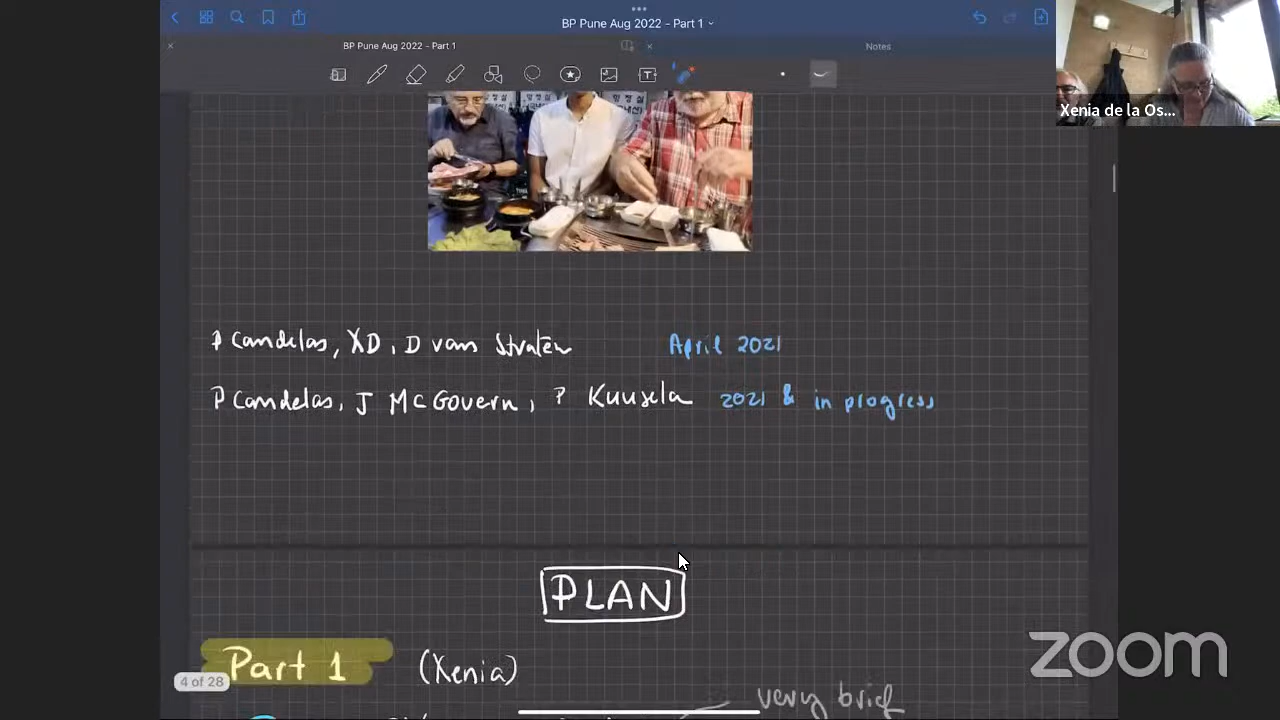 BP Pune Aug 2022 - Part 1
BP Pune Aug 2022 - Part 1
Notes
Xenia de la Os...
P Candelas, XD, D van Straten April 2021
P Candelas, J McGovern, P Kuusela 2021 & in progress
PLAN
Part 1 (Xenia)
4 of 28
very brief
zoom